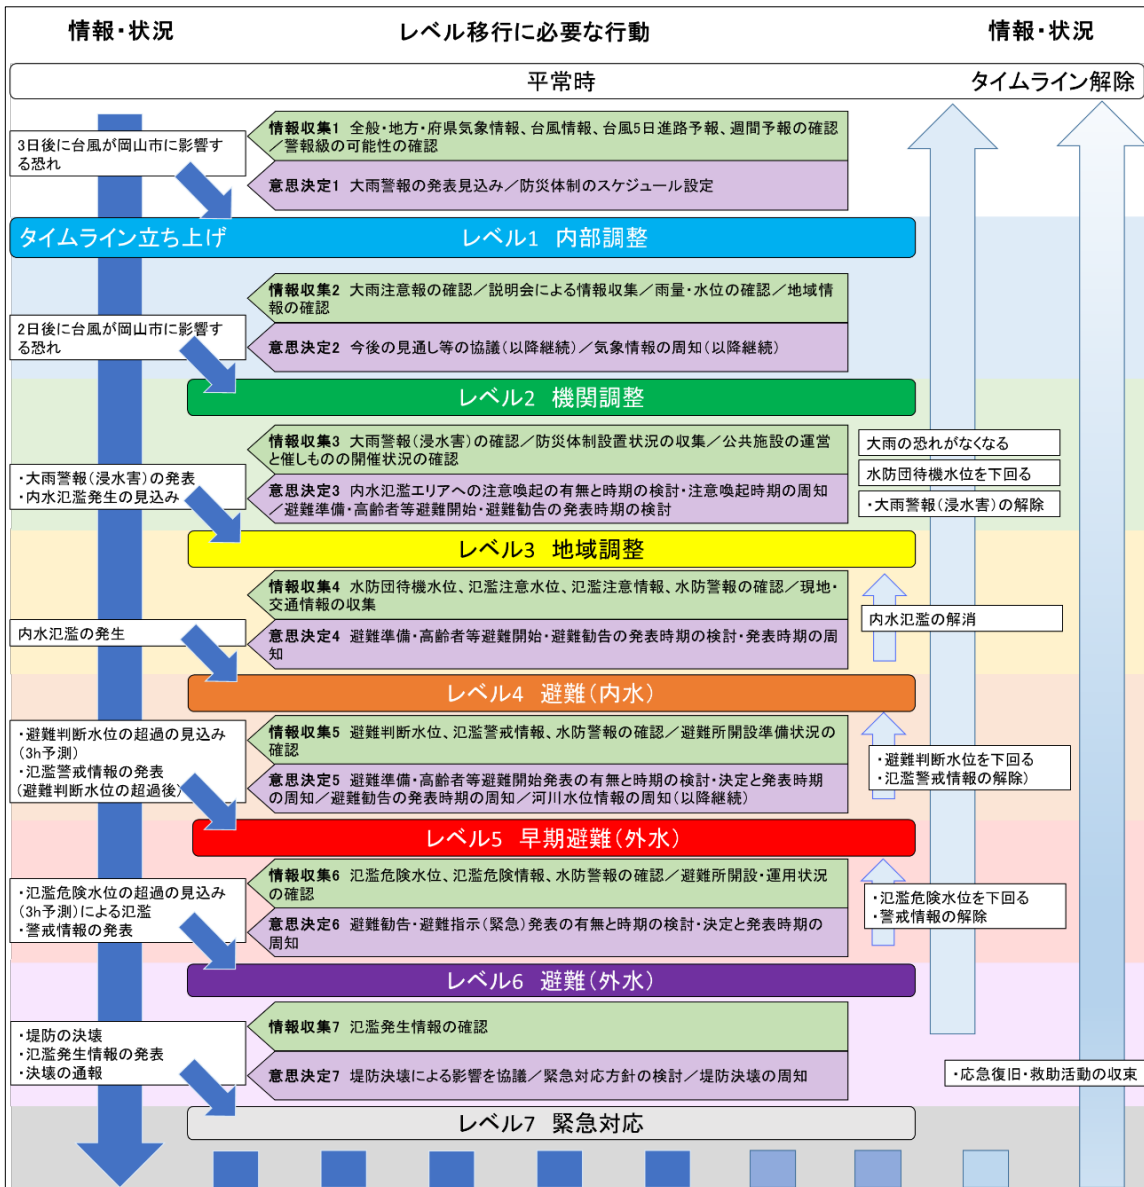 情報・状況
レベル移行に必要な行動
情報・状況
平常時
タイムライン解除
3日後に台風が岡山市に影響す
る恐れ
情報収集1 全般・地方・府県気象情報、台風情報、台風5日進路予報、週間予報の確認
／警報級の可能性の確認
意思決定1 大雨警報の発表見込み／防災体制のスケジュール設定
タイムライン立ち上げ
レベル1 内部調整
2日後に台風が岡山市に影響す
る恐れ
情報収集2 大雨注意報の確認／説明会による情報収集／雨量・水位の確認／地域情
報の確認
意思決定2 今後の見通し等の協議(以降継続)／気象情報の周知(以降継続)
レベル2 機関調整
・大雨警報(浸水害)の発表
・内水氾濫発生の見込み
情報収集3 大雨警報(浸水害)の確認／防災体制設置状況の収集／公共施設の運営
と催しものの開催状況の確認
意思決定3 内水氾濫エリアへの注意喚起の有無と時期の検討・注意喚起時期の周知
／避難準備・高齢者等避難開始・避難勧告の発表時期の検討
大雨の恐れがなくなる
水防団待機水位を下回る
・大雨警報(浸水害)の解除
レベル3 地域調整
内水氾濫の発生
情報収集4 水防団待機水位、氾濫注意水位、氾濫注意情報、水防警報の確認／現地・
交通情報の収集
意思決定4 避難準備・高齢者等避難開始・避難勧告の発表時期の検討・発表時期の周
知
内水氾濫の解消
レベル4 避難(内水)
・避難判断水位の超過の見込み
(3h予測)
・氾濫警戒情報の発表
(避難判断水位の超過後)
情報収集5 避難判断水位、氾濫警戒情報、水防警報の確認／避難所開設準備状況の
確認
意思決定5 避難準備・高齢者等避難開始発表の有無と時期の検討・決定と発表時期
の周知／避難勧告の発表時期の周知／河川水位情報の周知(以降継続)
・避難判断水位を下回る
・氾濫警戒情報の解除)
レベル5 早期避難(外水)
・氾濫危険水位の超過の見込み
(3h予測)による氾濫
・警戒情報の発表
情報収集6 氾濫危険水位、氾濫危険情報、水防警報の確認／避難所開設・運用状況
の確認
意思決定6 避難勧告・避難指示(緊急)発表の有無と時期の検討・決定と発表時期の
周知
・氾濫危険水位を下回る
・警戒情報の解除
レベル6 避難(外水)
・堤防の決壊
・氾濫発生情報の発表
・決壊の通報
情報収集7 氾濫発生情報の確認
意思決定7 堤防決壊による影響を協議／緊急対応方針の検討／堤防決壊の周知
・応急復旧・救助活動の収束
レベル7 緊急対応